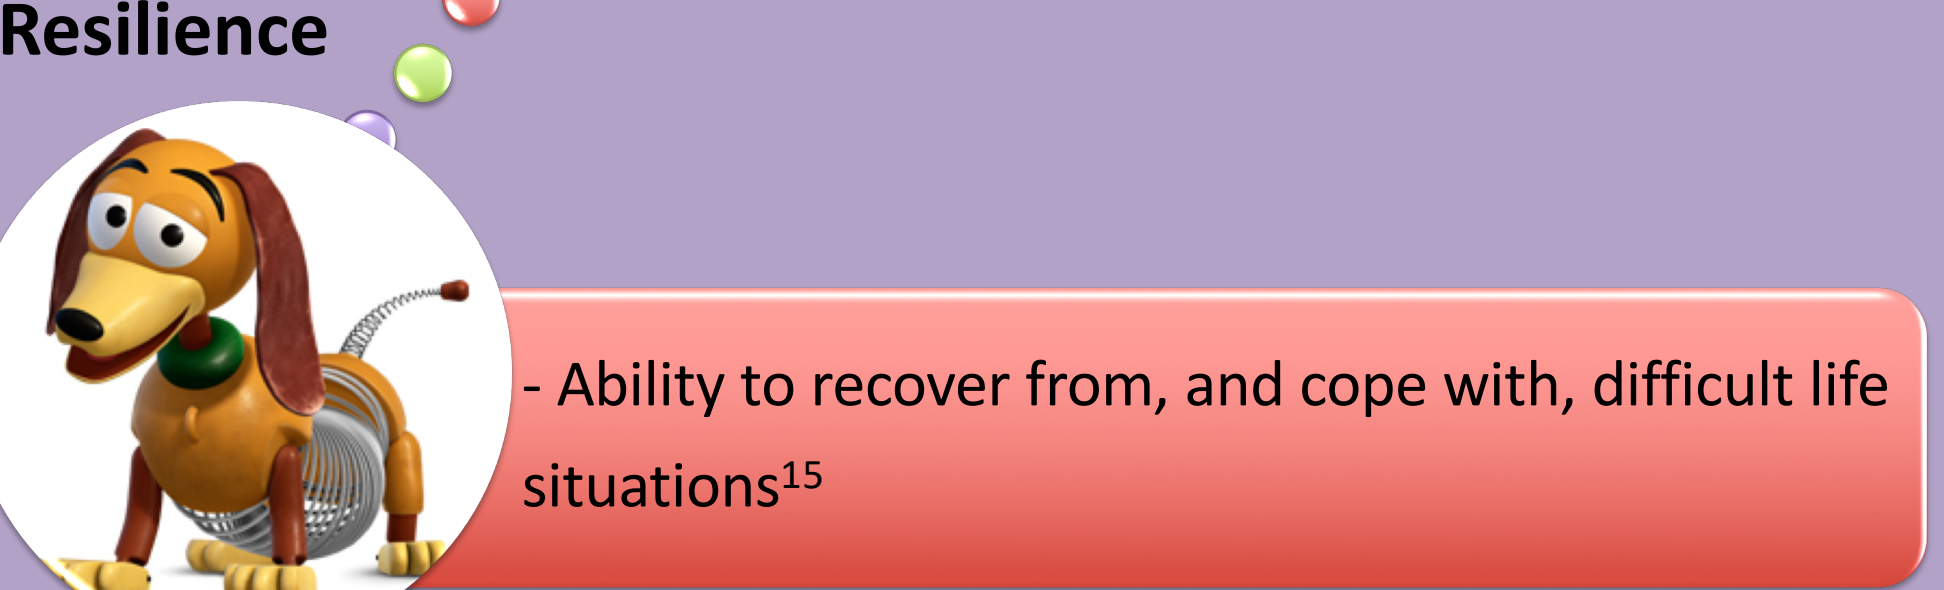 Resilience
- Ability to recover from, and cope with, difficult life
situations¹⁵